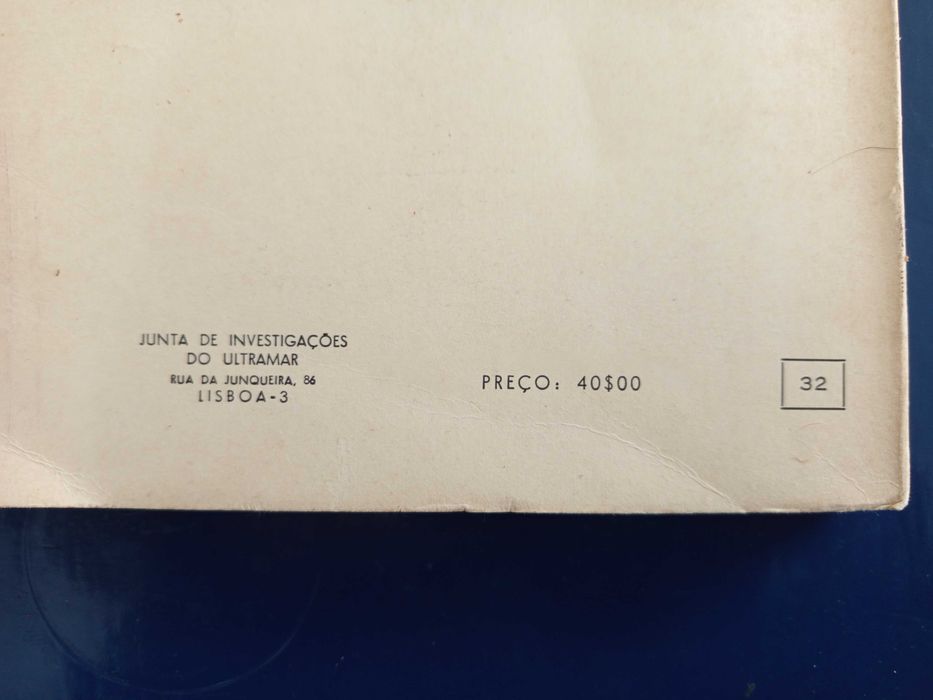 JUNTA DE INVESTIGAÇÕES
DO ULTRAMAR
RUA DA JUNQUEIRA, 86
LISBOA-3
PREÇO: 40$00
32